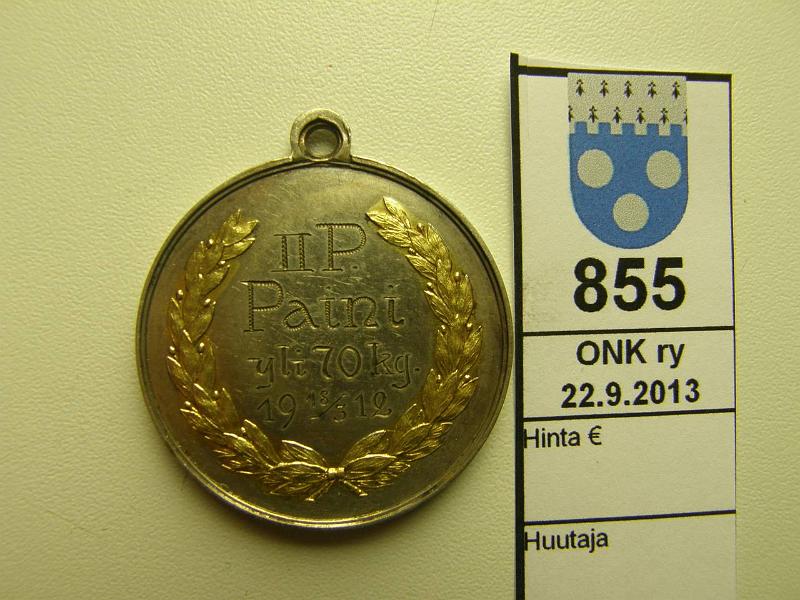 II P.
Paini
yli 70 kg.
19 18/3 12
855
ONK ry
22.9.2013
Hinta €
Huutaja